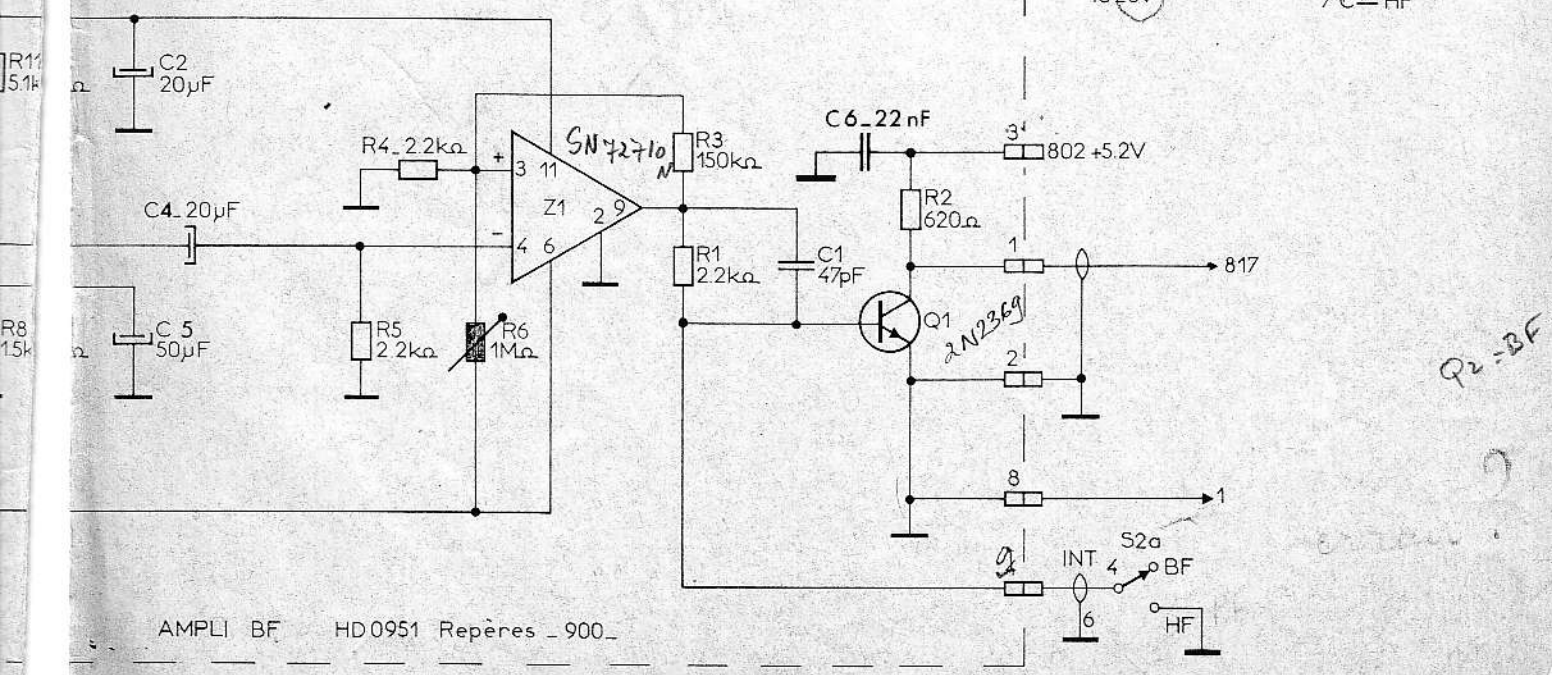 R11
5.1k
Ω
C2
20µF
R4_2.2kΩ
+
3 11
SN72710
N
R3
150kΩ
C6_22nF
3
802 +5.2V
C4_20µF
Z1
2 9
−
4 6
R2
620Ω
1
817
R1
2.2kΩ
C1
47pF
R8
1.5k
Ω
C5
50µF
R5
2.2kΩ
R6
1MΩ
Q1
2N2369
2
Q2=BF
8
1
9
INT
4
S2a
BF
6
HF
AMPLI BF HD0951 Repères _900_